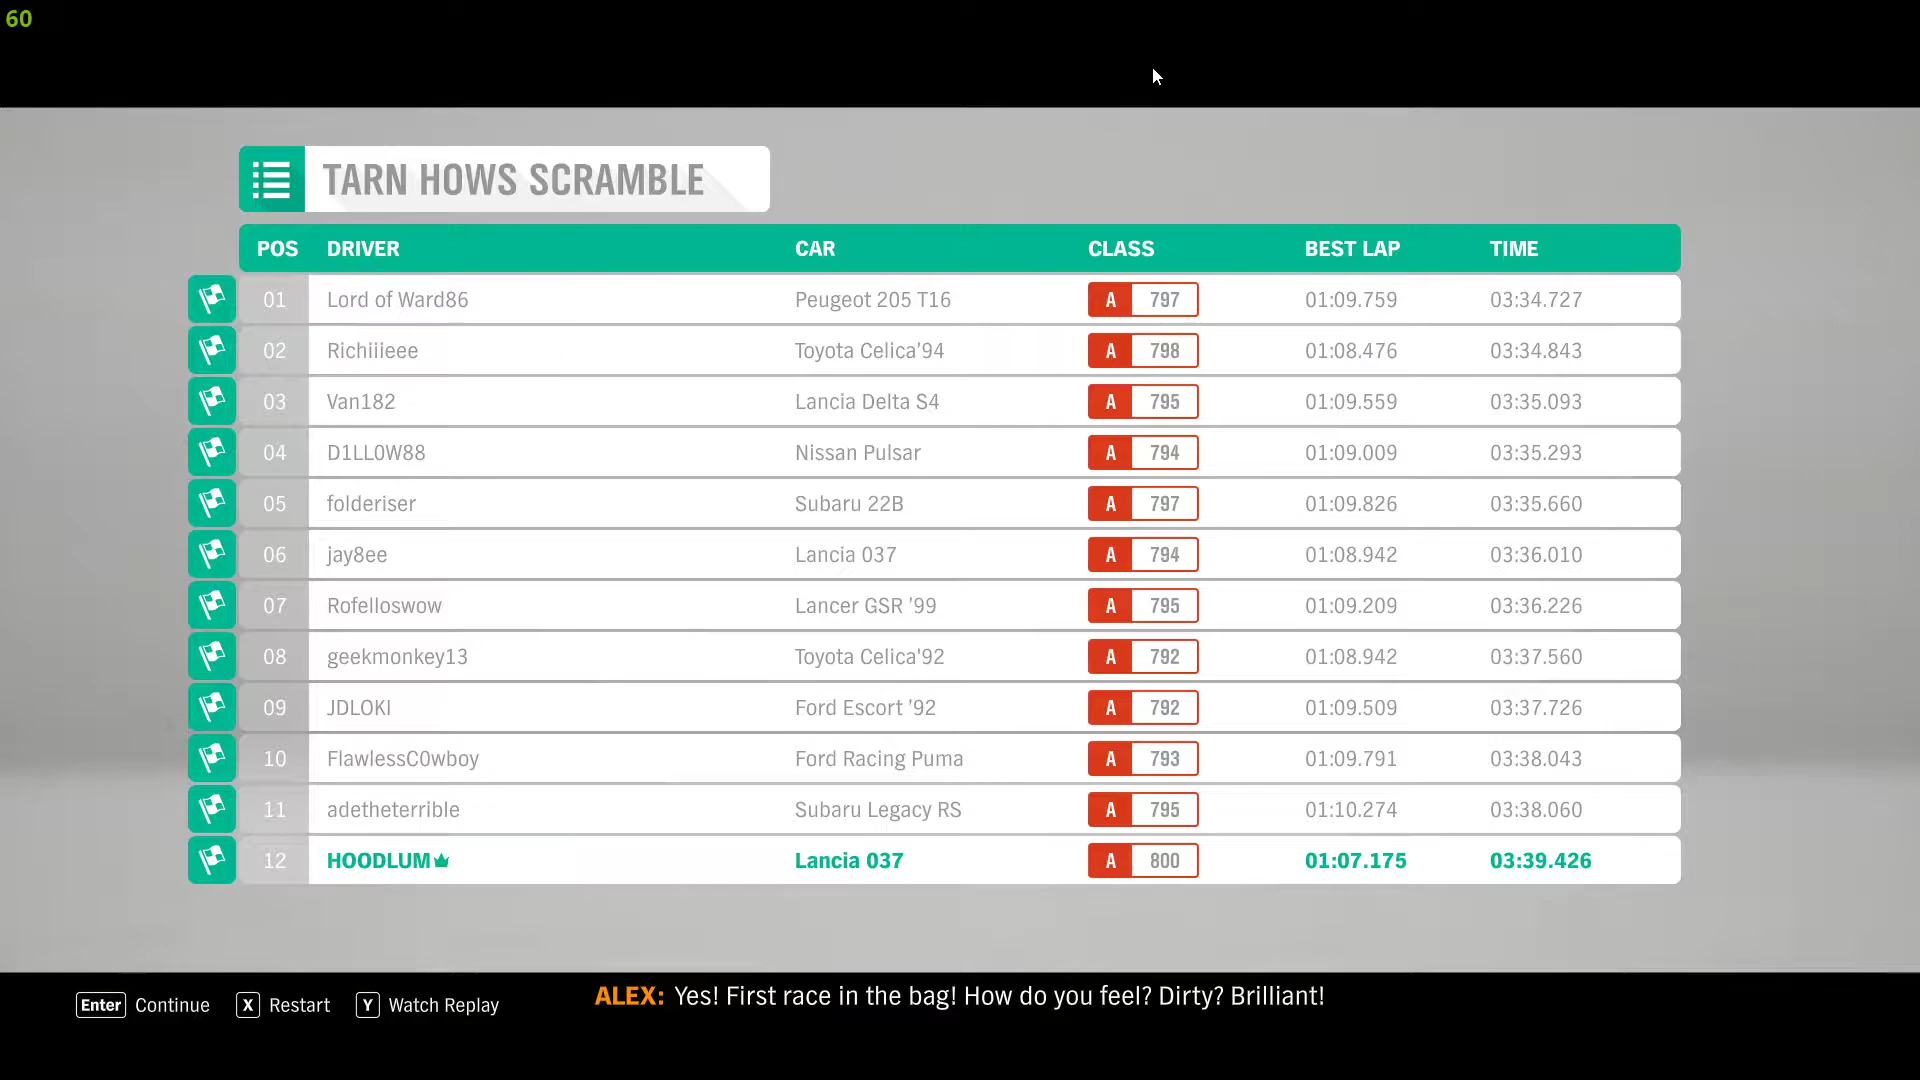 60
TARN HOWS SCRAMBLE
POS DRIVER CAR CLASS BEST LAP TIME
01 Lord of Ward86 Peugeot 205 T16 A 797 01:09.759 03:34.727
02 Richiiieee Toyota Celica’94 A 798 01:08.476 03:34.843
03 Van182 Lancia Delta S4 A 795 01:09.559 03:35.093
04 D1LL0W88 Nissan Pulsar A 794 01:09.009 03:35.293
05 folderiser Subaru 22B A 797 01:09.826 03:35.660
06 jay8ee Lancia 037 A 794 01:08.942 03:36.010
07 Rofelloswow Lancer GSR ’99 A 795 01:09.209 03:36.226
08 geekmonkey13 Toyota Celica'92 A 792 01:08.942 03:37.560
09 JDLOKI Ford Escort ’92 A 792 01:09.509 03:37.726
10 FlawlessC0wboy Ford Racing Puma A 793 01:09.791 03:38.043
11 adetheterrible Subaru Legacy RS A 795 01:10.274 03:38.060
12 HOODLUM Lancia 037 A 800 01:07.175 03:39.426
ALEX: Yes! First race in the bag! How do you feel? Dirty? Brilliant!
Enter Continue X Restart Y Watch Replay